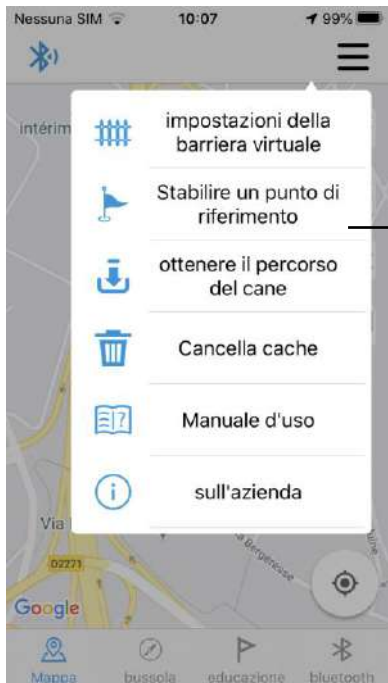 Nessuna SIM 10:07 99%
intérim
impostazioni della
barriera virtuale
Stabilire un punto di
riferimento
ottenere il percorso
del cane
Cancella cache
Manuale d'uso
sull'azienda
Via
D2271
Bergeresse
Google
Mappa bussola educazione bluetooth